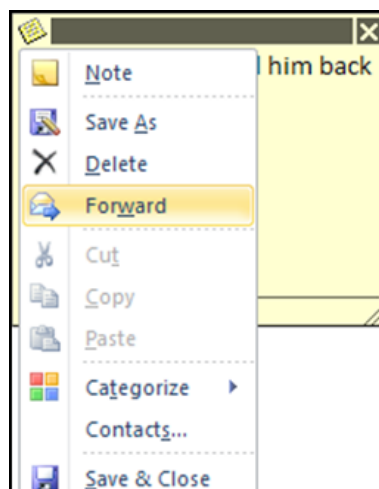 him back
Note
Save As
Delete
Forward
Cut
Copy
Paste
Categorize
Contacts...
Save & Close